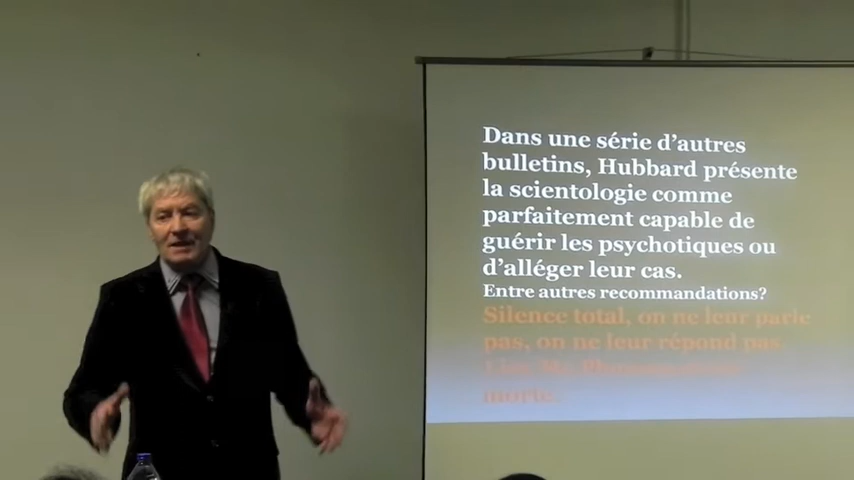 Dans une série d'autres
bulletins, Hubbard présente
la scientologie comme
parfaitement capable de
guérir les psychotiques ou
d'alléger leur cas.
Entre autres recommandations?
Silence total, on ne leur parle
pas, on ne leur répond pas
morte.